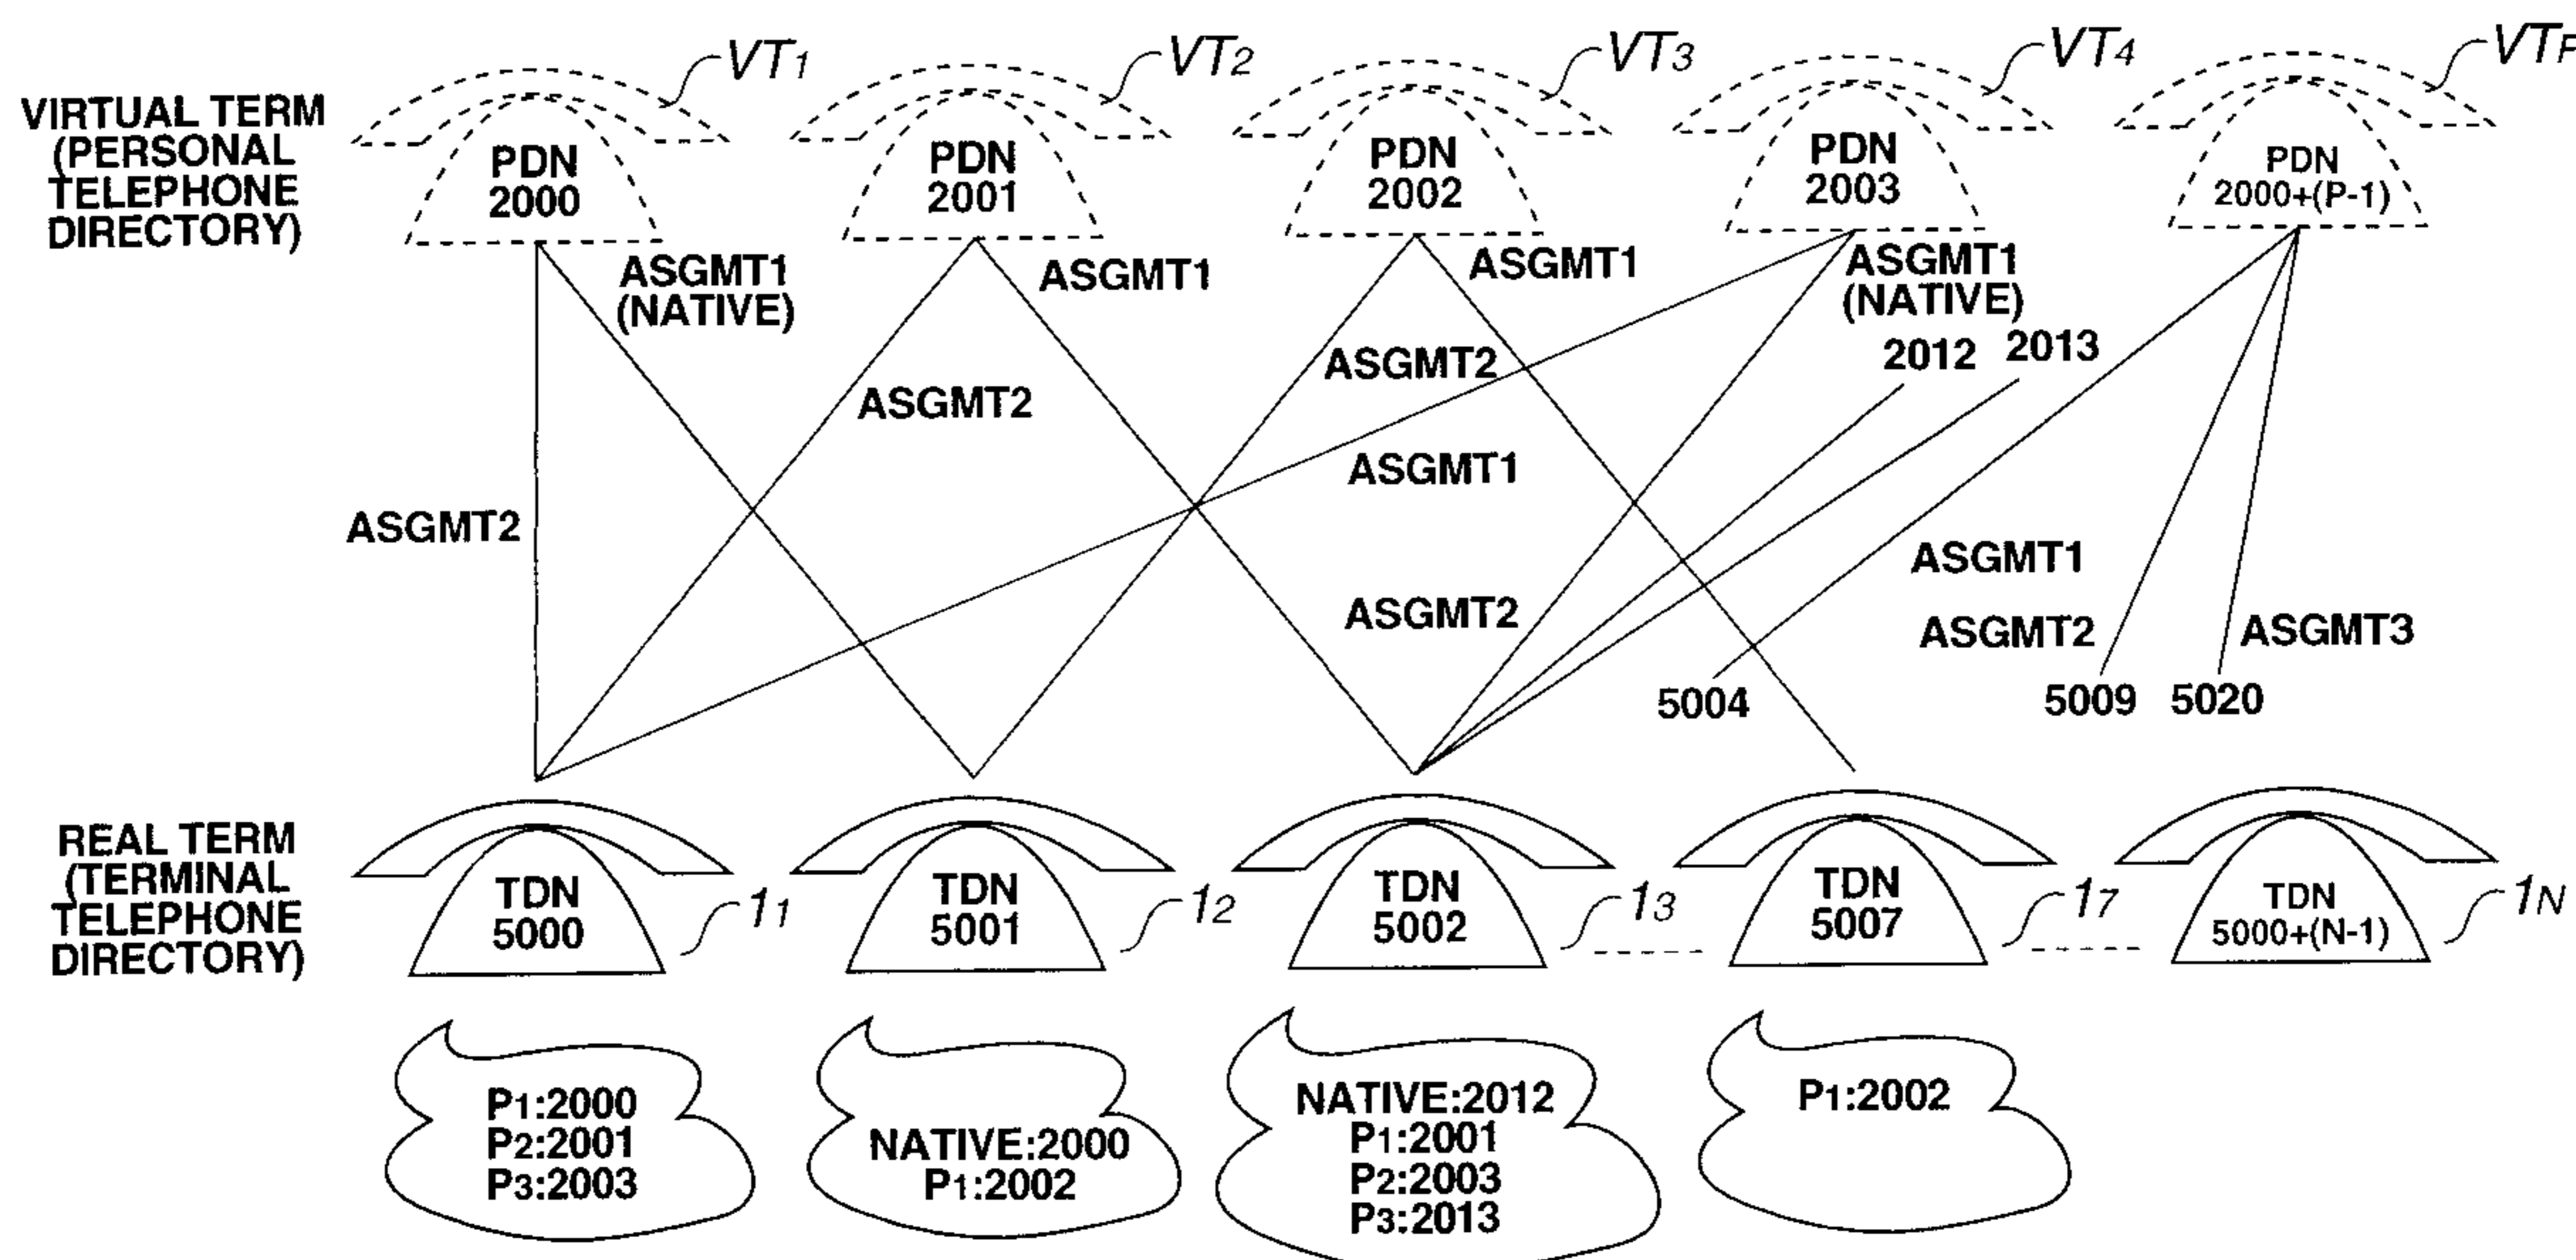 VT1
VT2
VT3
VT4
VTP
VIRTUAL TERM
(PERSONAL
TELEPHONE
DIRECTORY)
PDN
2000
PDN
2001
PDN
2002
PDN
2003
PDN
2000+(P-1)
ASGMT1
(NATIVE)
ASGMT1
ASGMT1
ASGMT1
(NATIVE)
2012
2013
ASGMT2
ASGMT2
ASGMT1
ASGMT2
ASGMT1
ASGMT2
ASGMT2
ASGMT3
5004
5009
5020
REAL TERM
(TERMINAL
TELEPHONE
DIRECTORY)
TDN
5000
11
TDN
5001
12
TDN
5002
13
TDN
5007
17
TDN
5000+(N-1)
1N
P1:2000
P2:2001
P3:2003
NATIVE:2000
P1:2002
NATIVE:2012
P1:2001
P2:2003
P3:2013
P1:2002